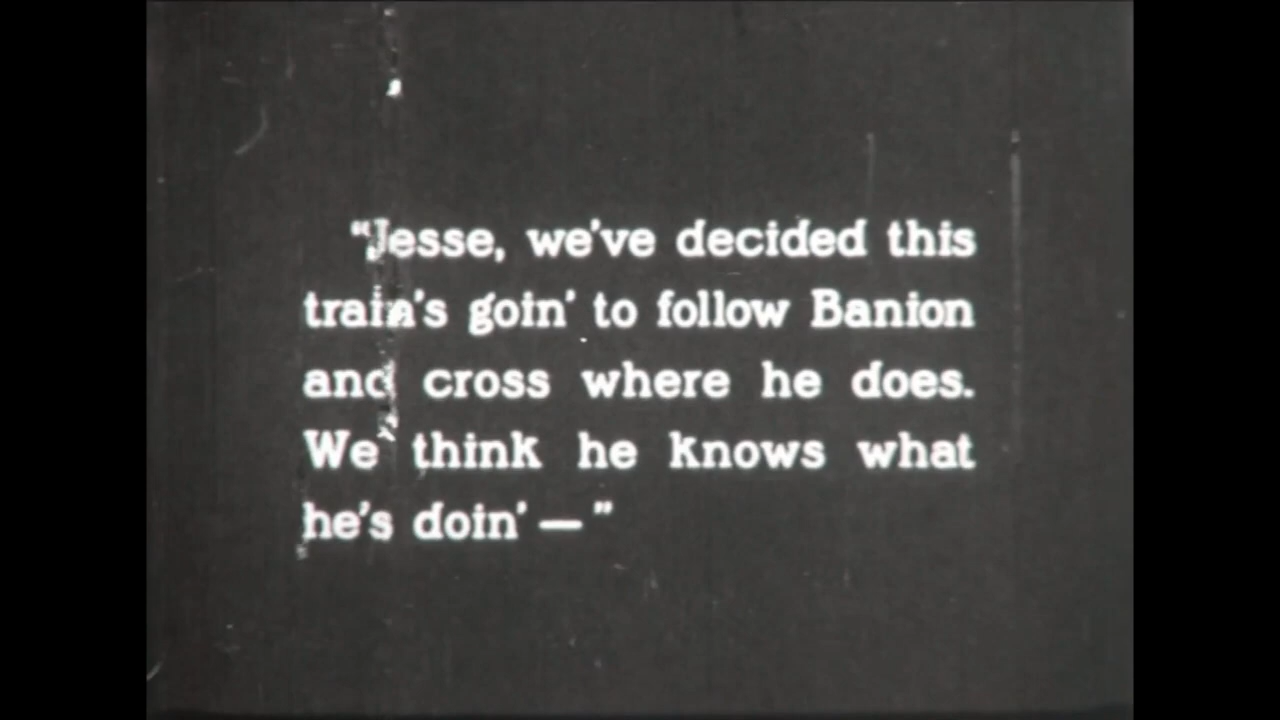 “Jesse, we’ve decided this
train’s goin’ to follow Banion
and cross where he does.
We think he knows what
he’s doin’ — ”